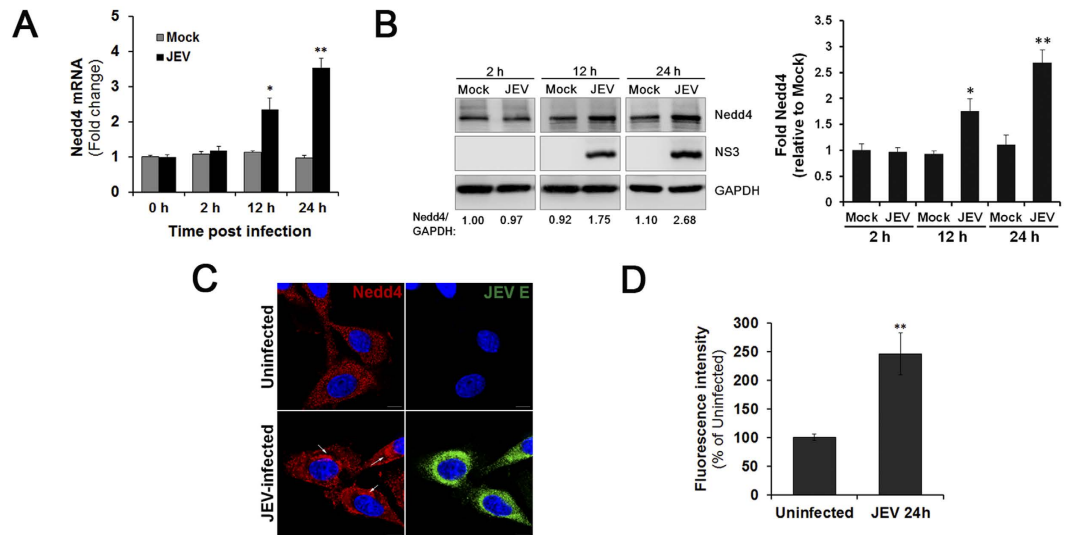 A
Nedd4 mRNA
(Fold change)
5
4
3
2
1
0
Mock
JEV
*
**
0 h
2 h
12 h
24 h
Time post infection
B
2 h
12 h
24 h
Mock JEV Mock JEV Mock JEV
Nedd4
NS3
GAPDH
Nedd4/
GAPDH:
1.00 0.97 0.92 1.75 1.10 2.68
Fold Nedd4
(relative to Mock)
3.5
3
2.5
2
1.5
1
0.5
0
*
**
Mock JEV Mock JEV Mock JEV
2 h
12 h
24 h
C
Nedd4
JEV E
Uninfected
JEV-infected
D
Fluorescence intensity
(% of Uninfected)
300
250
200
150
100
50
0
**
Uninfected
JEV 24h